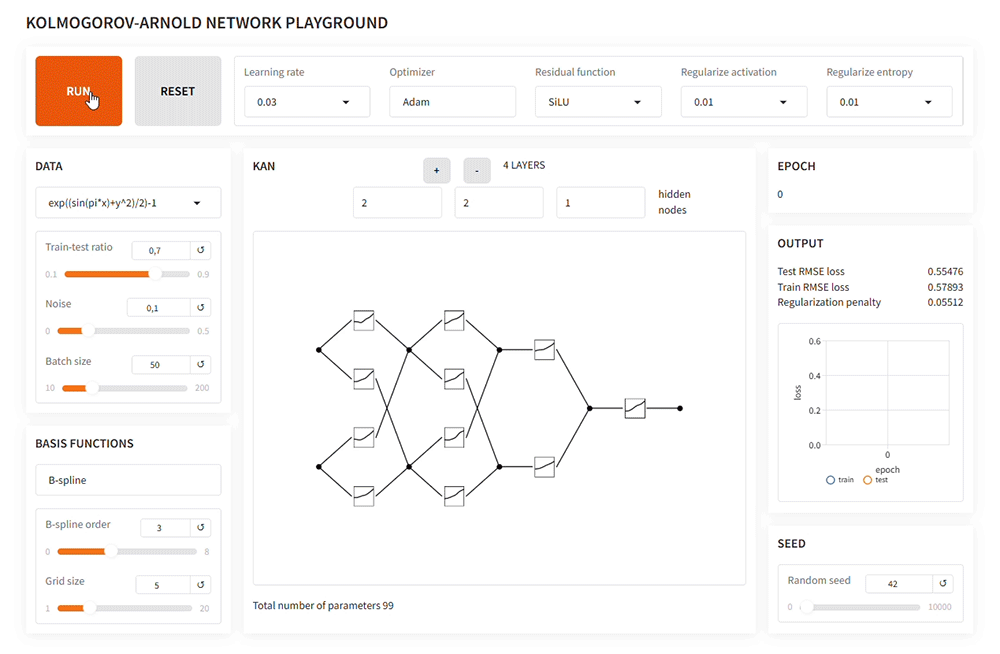 KOLMOGOROV-ARNOLD NETWORK PLAYGROUND
RUN
RESET
Learning rate
0.03
Optimizer
Adam
Residual function
SiLU
Regularize activation
0.01
Regularize entropy
0.01
DATA
exp((sin(pi*x)+y^2)/2)-1
Train-test ratio
0,7
↺
0.1
0.9
Noise
0,1
↺
0
0.5
Batch size
50
↺
10
200
BASIS FUNCTIONS
B-spline
B-spline order
3
↺
0
8
Grid size
5
↺
1
20
KAN
+
-
4 LAYERS
2
2
1
hidden
nodes
Total number of parameters 99
EPOCH
0
OUTPUT
Test RMSE loss 0.55476
Train RMSE loss 0.57893
Regularization penalty 0.05512
0.6
0.4
0.2
0.0
loss
0
epoch
train
test
SEED
Random seed
42
↺
0
10000